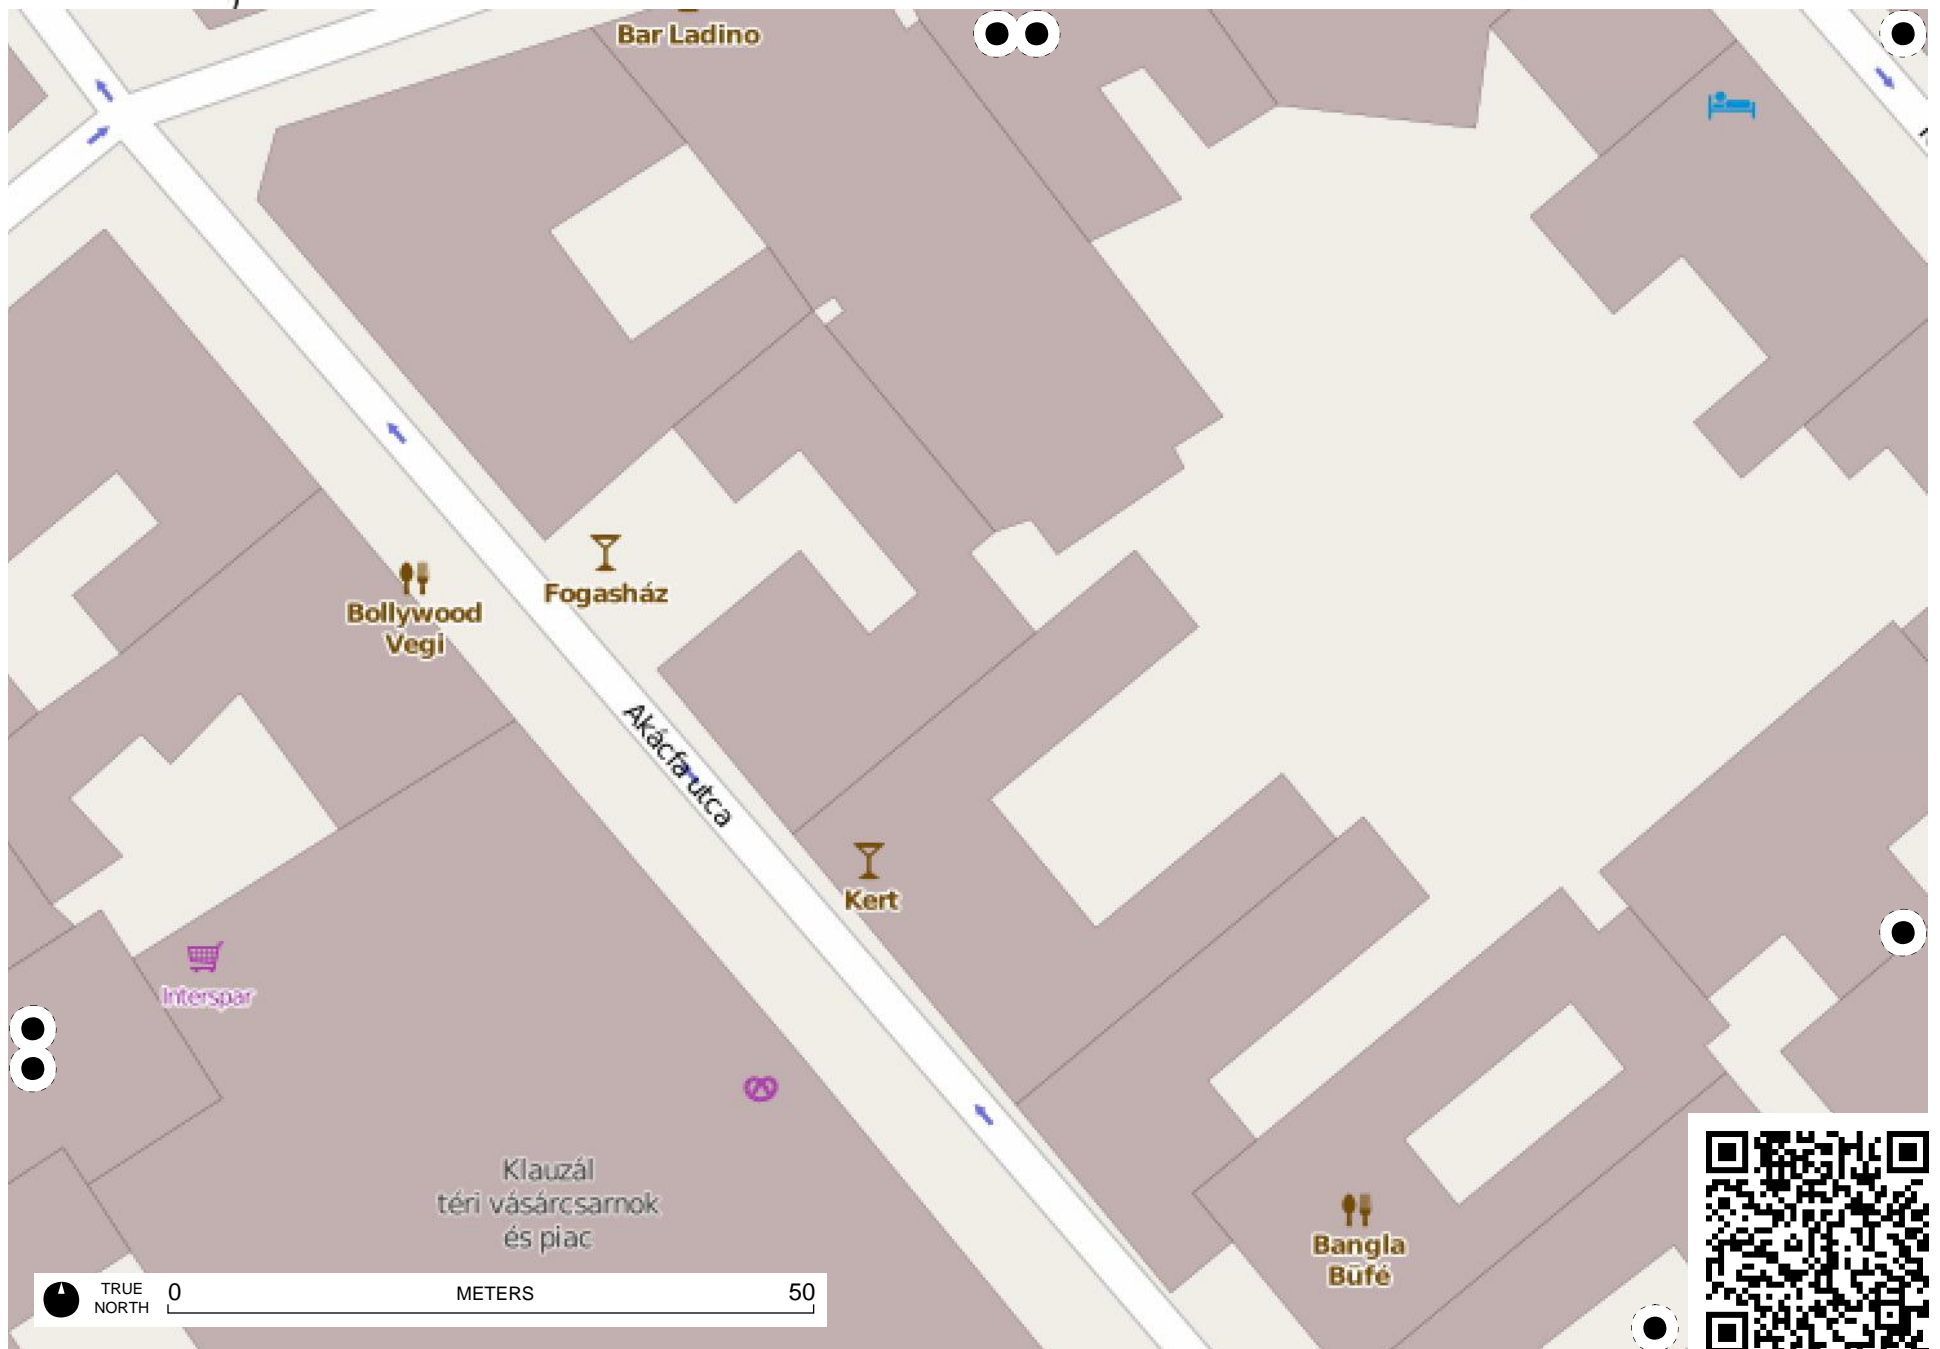 Bar Ladino
Fogasház
Bollywood
Vegi
Akácfa utca
Kert
Interspar
Klauzál
téri vásárcsarnok
és piac
Bangla
Büfé
TRUE
NORTH
0 METERS 50